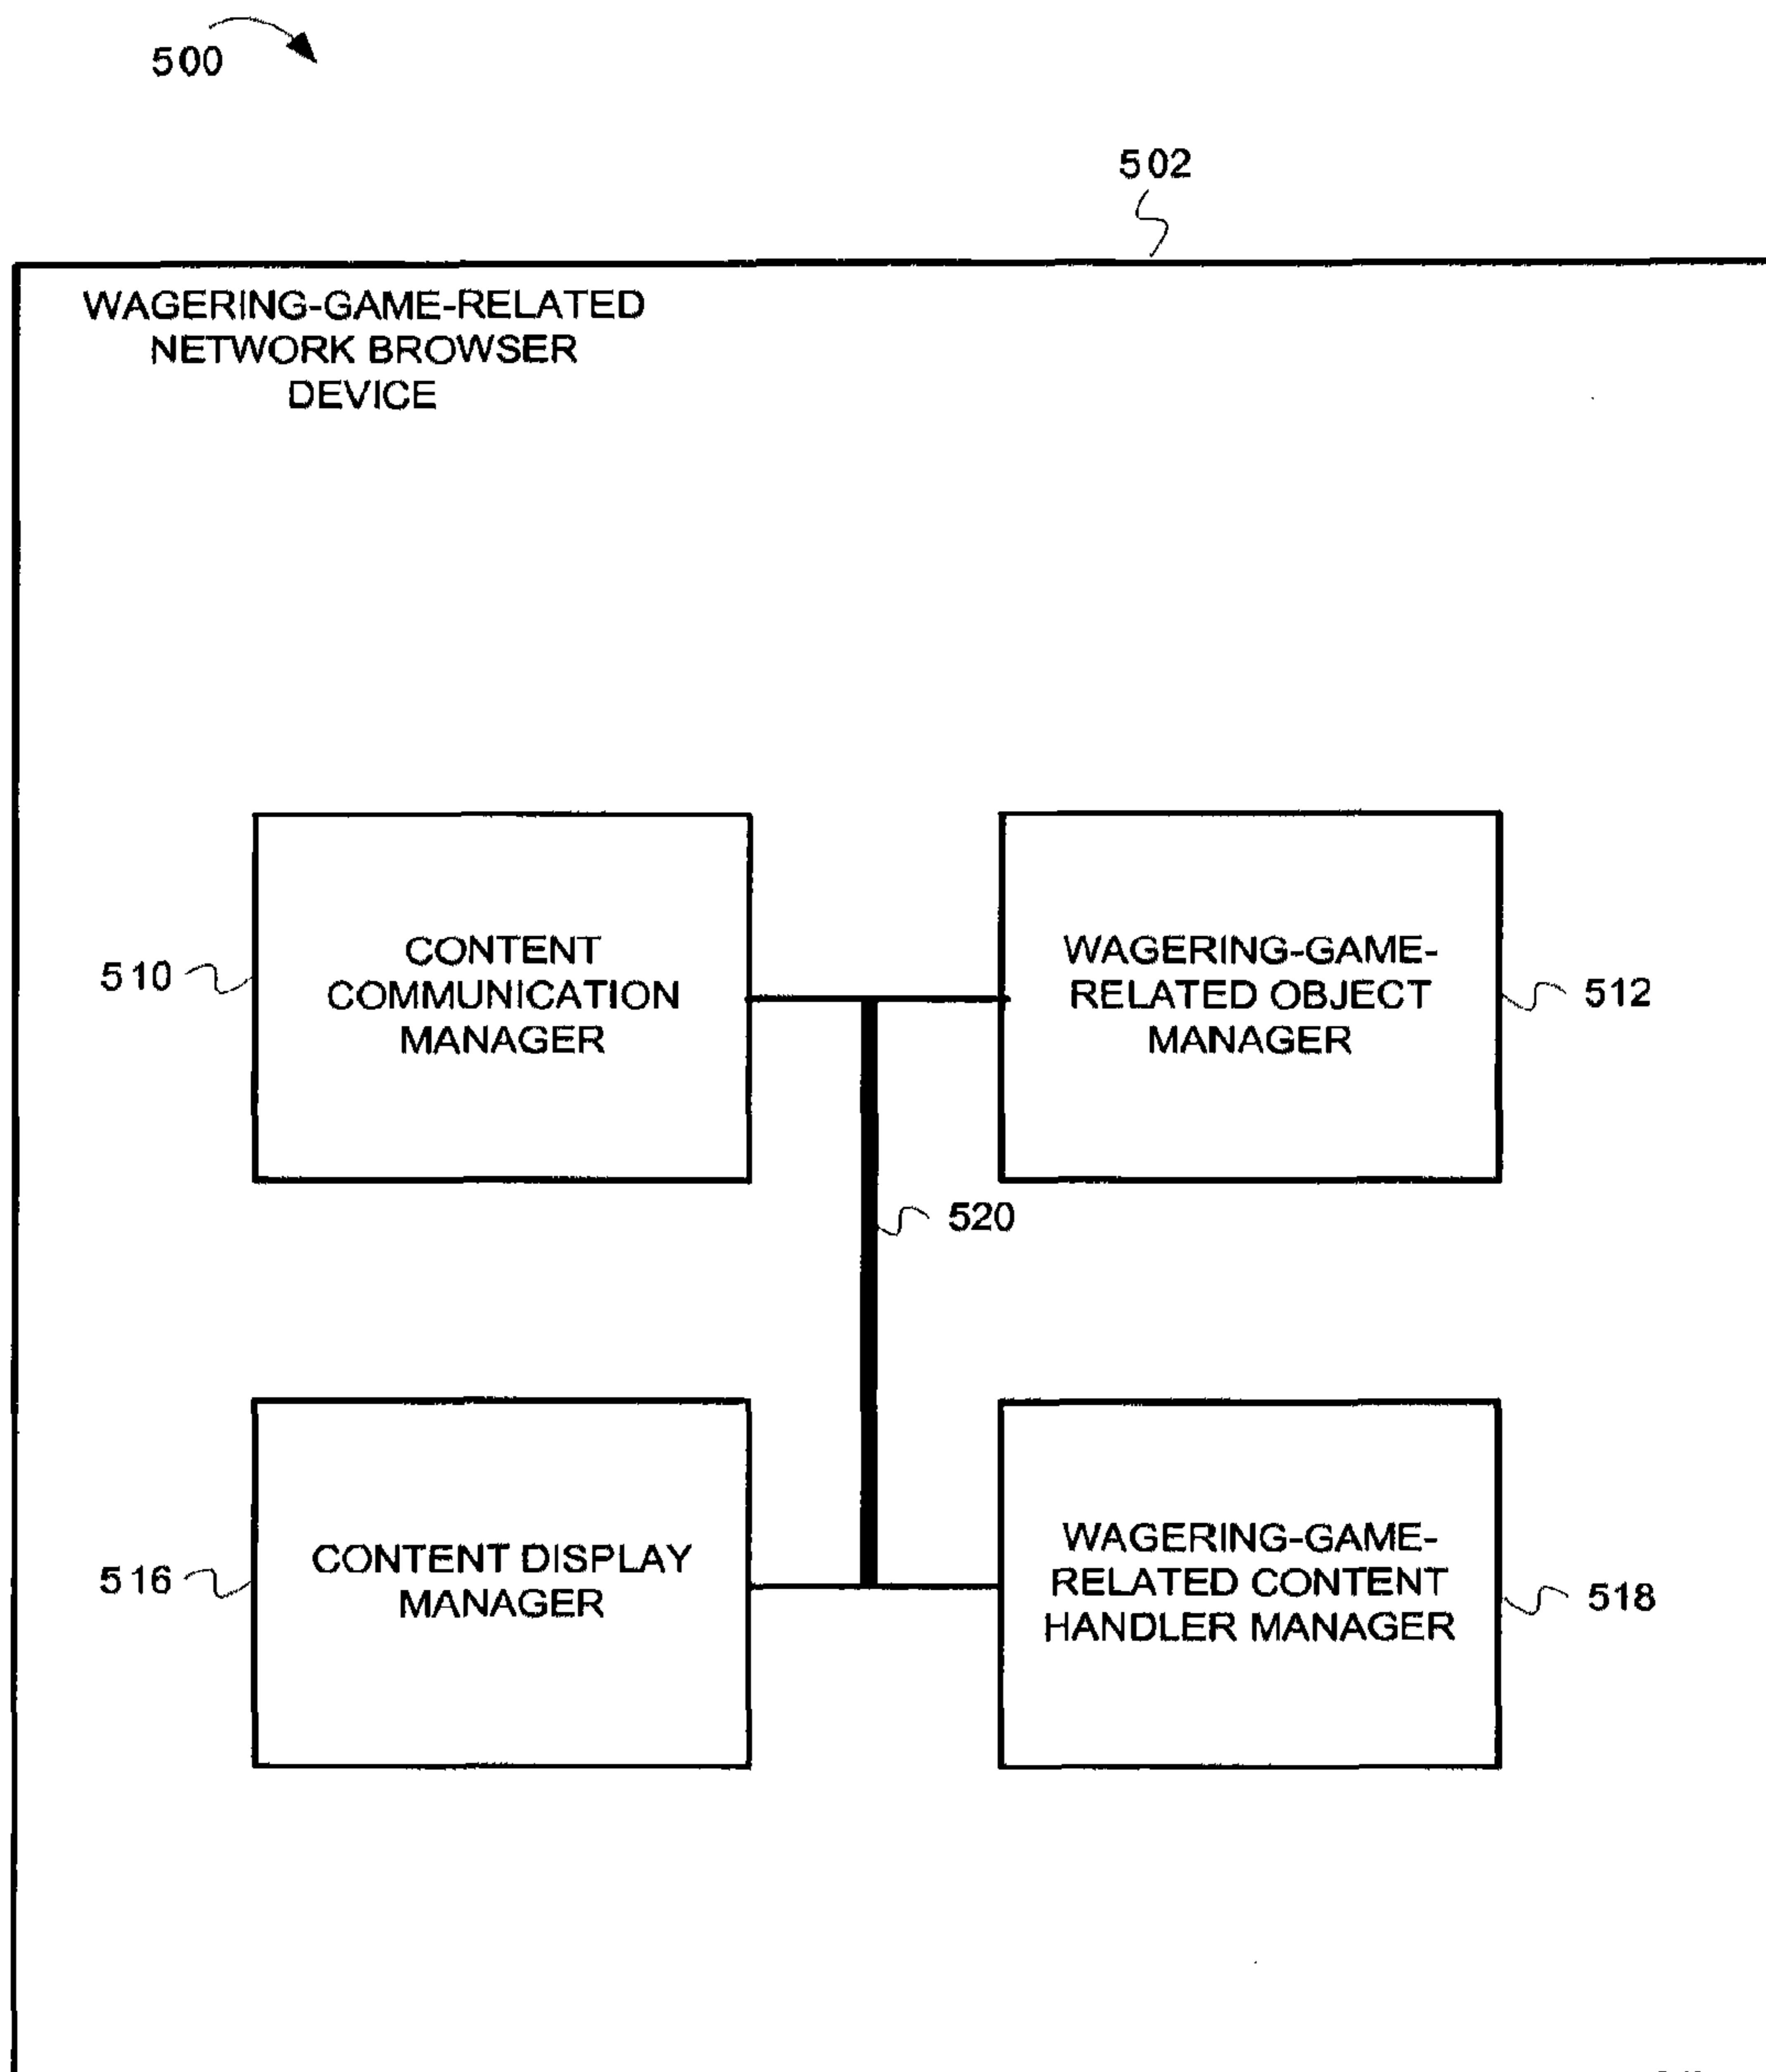 500
502
WAGERING-GAME-RELATED
NETWORK BROWSER
DEVICE
510
CONTENT
COMMUNICATION
MANAGER
WAGERING-GAME-
RELATED OBJECT
MANAGER
512
520
516
CONTENT DISPLAY
MANAGER
WAGERING-GAME-
RELATED CONTENT
HANDLER MANAGER
518